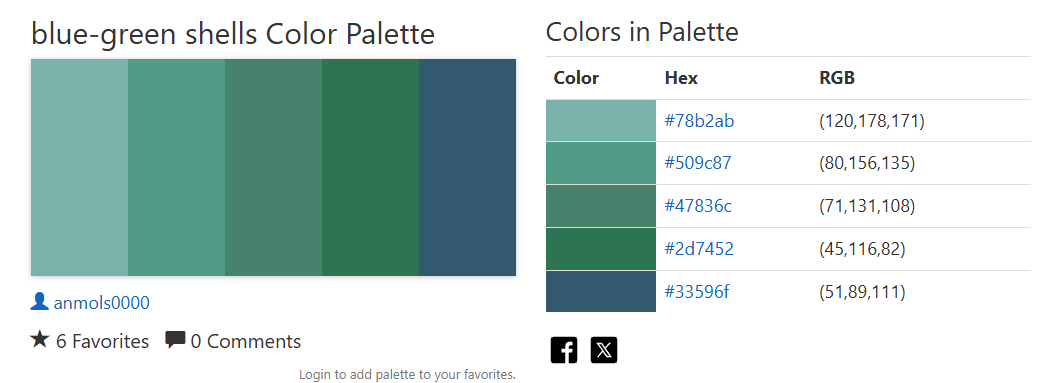 blue-green shells Color Palette
anmols0000
6 Favorites 0 Comments
Login to add palette to your favorites.
Colors in Palette
Color Hex RGB
#78b2ab (120,178,171)
#509c87 (80,156,135)
#47836c (71,131,108)
#2d7452 (45,116,82)
#33596f (51,89,111)